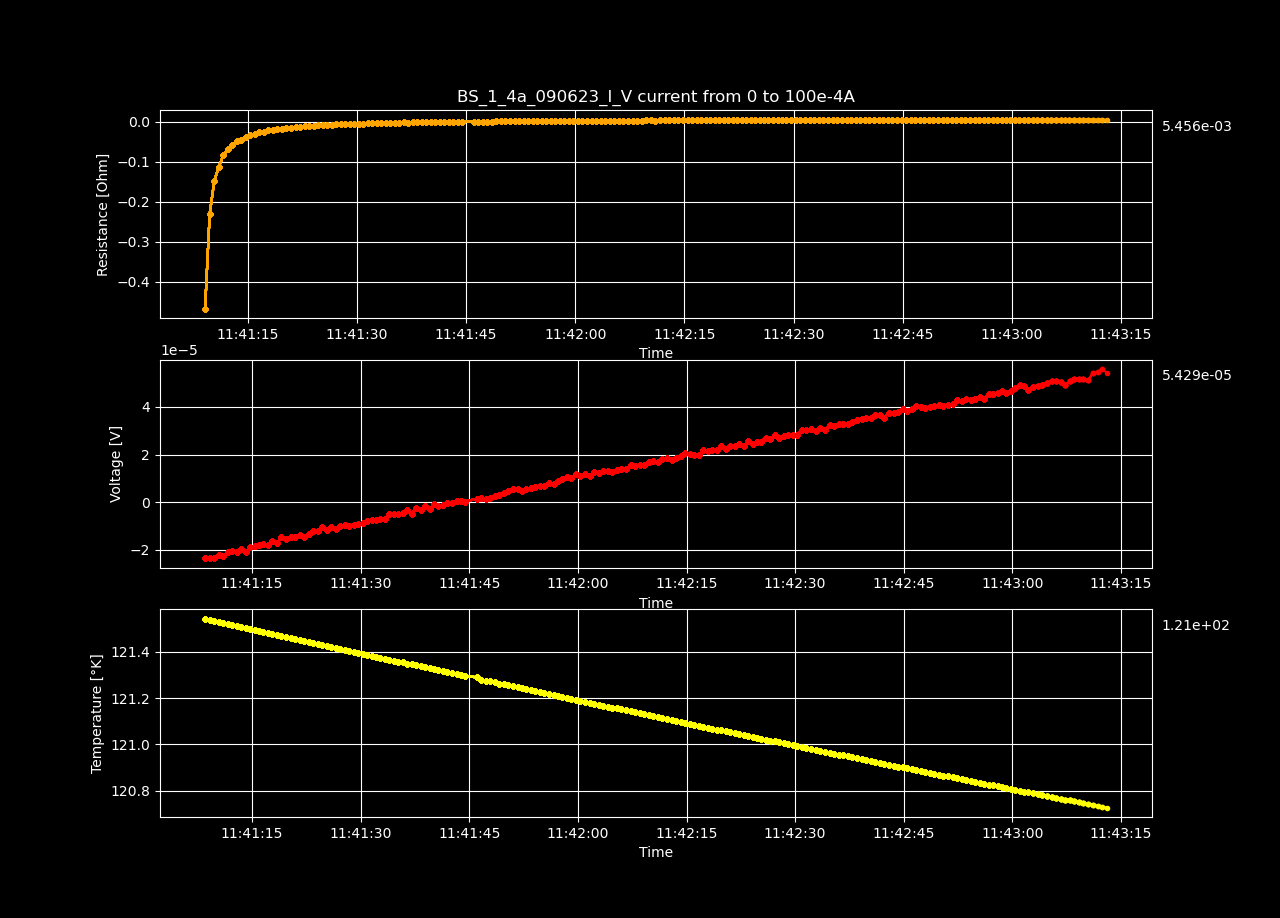 BS_1_4a_090623_I_V current from 0 to 100e-4A
Resistance [Ohm]
0.0
−0.1
−0.2
−0.3
−0.4
5.456e-03
11:41:15 11:41:30 11:41:45 11:42:00 11:42:15 11:42:30 11:42:45 11:43:00 11:43:15
Time
1e−5
Voltage [V]
4
2
0
−2
5.429e-05
11:41:15 11:41:30 11:41:45 11:42:00 11:42:15 11:42:30 11:42:45 11:43:00 11:43:15
Time
Temperature [°K]
121.4
121.2
121.0
120.8
1.21e+02
11:41:15 11:41:30 11:41:45 11:42:00 11:42:15 11:42:30 11:42:45 11:43:00 11:43:15
Time